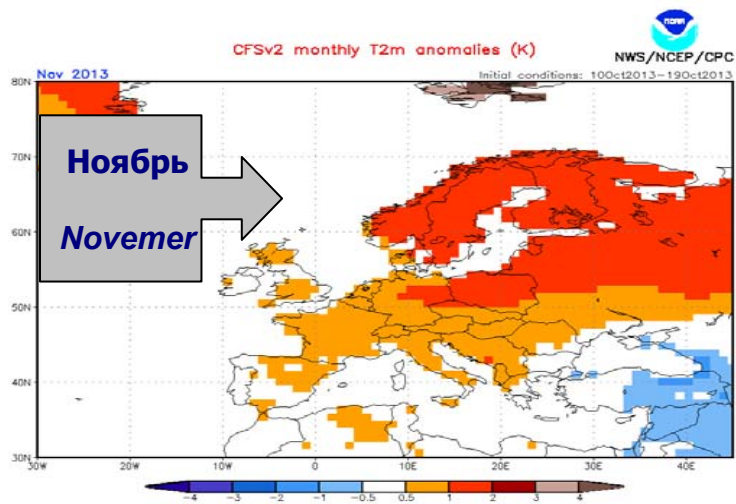 NOAA
CFSv2 monthly T2m anomalies (K)
NWS/NCEP/CPC
Nov 2013
Initial conditions: 10Oct2013-19Oct2013
80N
70N
60N
50N
40N
30N
Ноябрь
Novemer
30W 20W 10W 0 10E 20E 30E 40E
-4 -3 -2 -1 -0.5 0.5 1 2 3 4